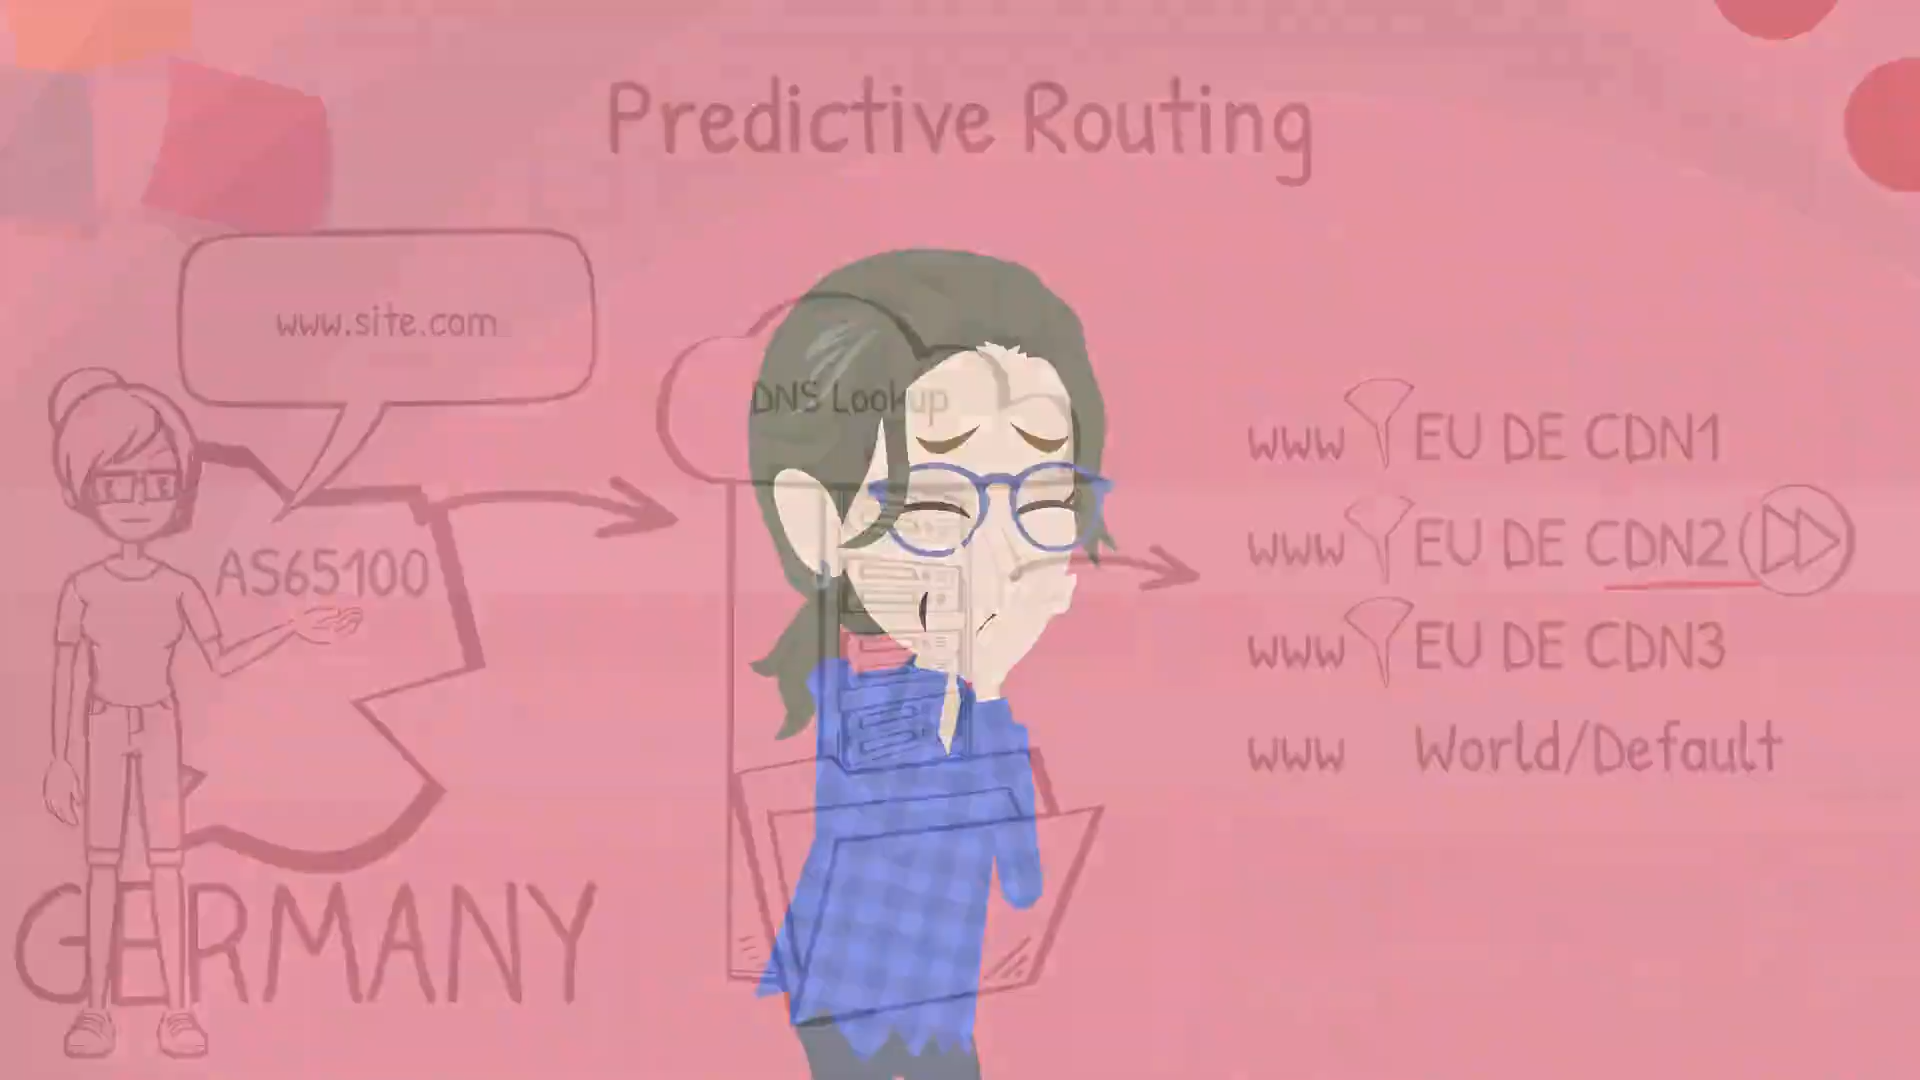 Predictive Routing
www.site.com
DNS Lookup
AS65100
GERMANY
www EU DE CDN1
www EU DE CDN2
www EU DE CDN3
www World/Default